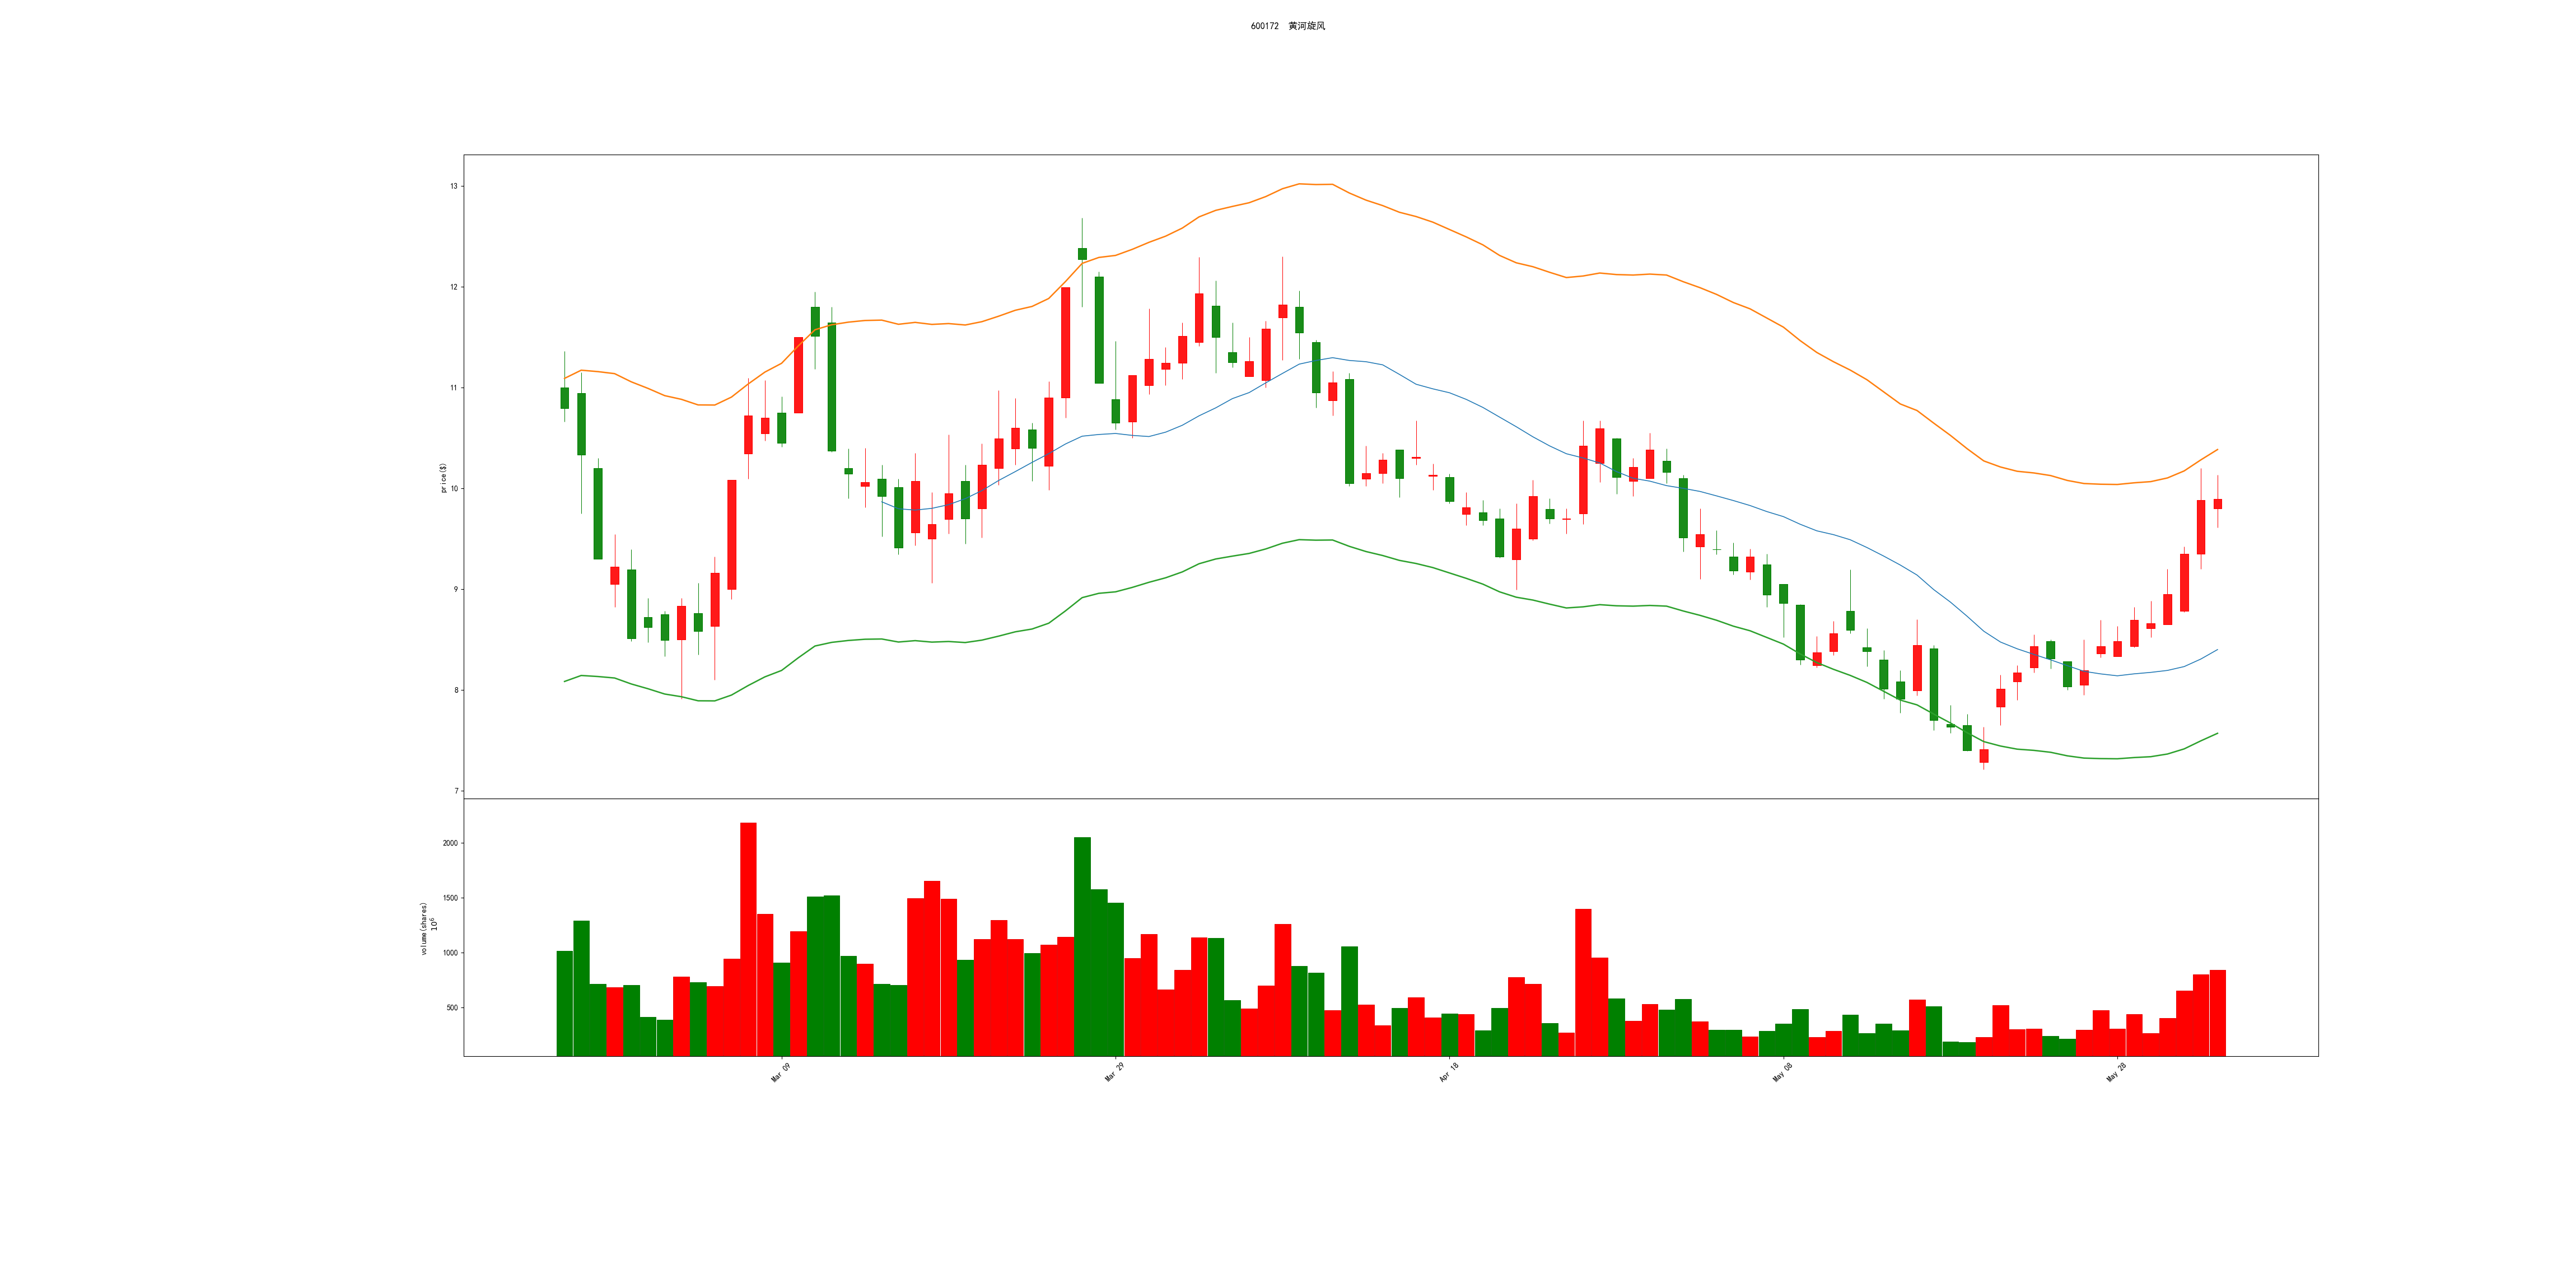 600172 黄河旋风
price($)
13
12
11
10
9
8
7
volume(shares)
10⁶
2000
1500
1000
500
Mar 09
Mar 29
Apr 18
May 08
May 28